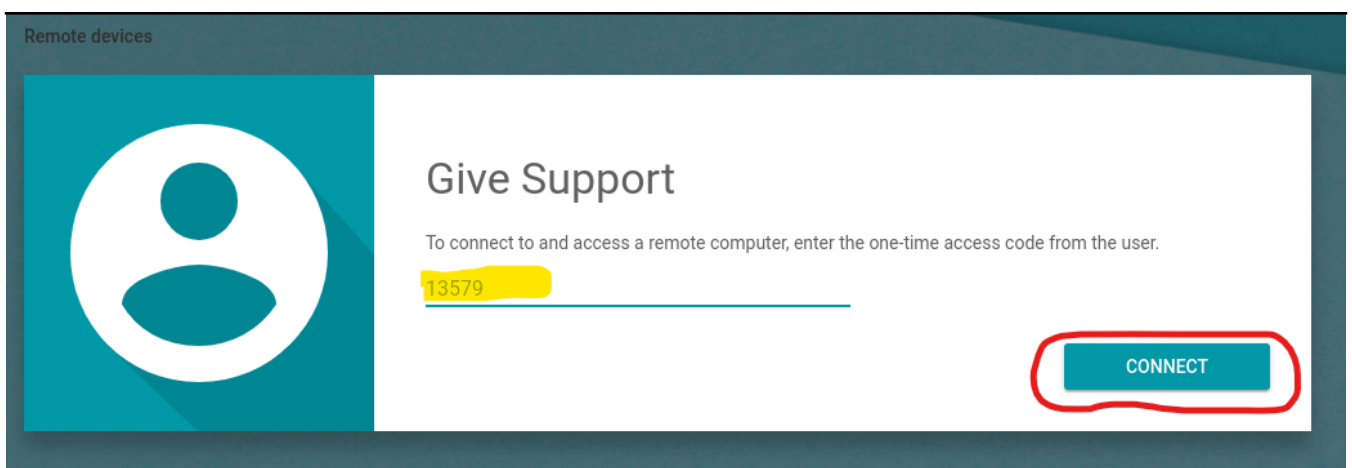 Remote devices
Give Support
To connect to and access a remote computer, enter the one-time access code from the user.
13579
CONNECT